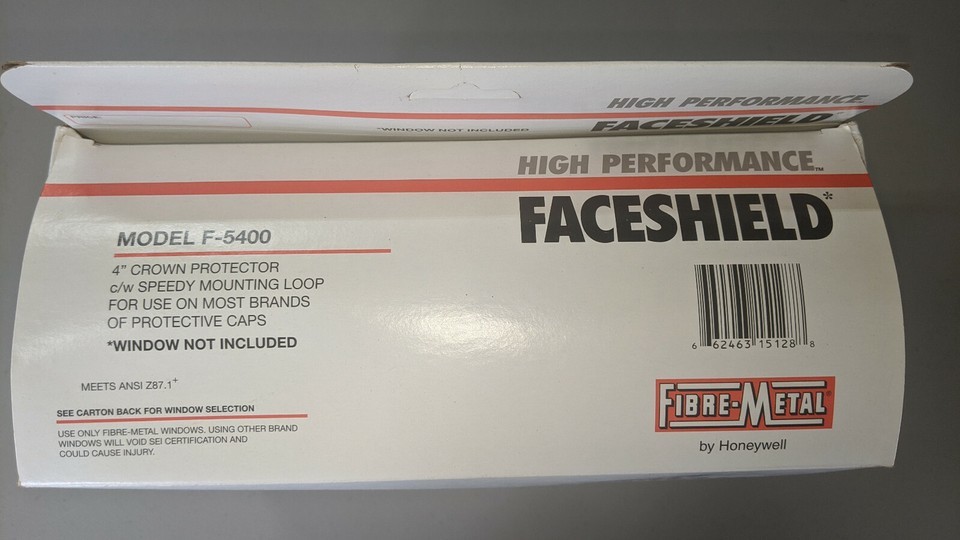 HIGH PERFORMANCE
*WINDOW NOT INCLUDED
FACESHIELD
HIGH PERFORMANCE™
FACESHIELD*
MODEL F-5400
4" CROWN PROTECTOR
c/w SPEEDY MOUNTING LOOP
FOR USE ON MOST BRANDS
OF PROTECTIVE CAPS
*WINDOW NOT INCLUDED
6 62463 15128 8
MEETS ANSI Z87.1+
SEE CARTON BACK FOR WINDOW SELECTION
USE ONLY FIBRE-METAL WINDOWS. USING OTHER BRAND
WINDOWS WILL VOID SEI CERTIFICATION AND
COULD CAUSE INJURY.
FIBRE-METAL®
by Honeywell